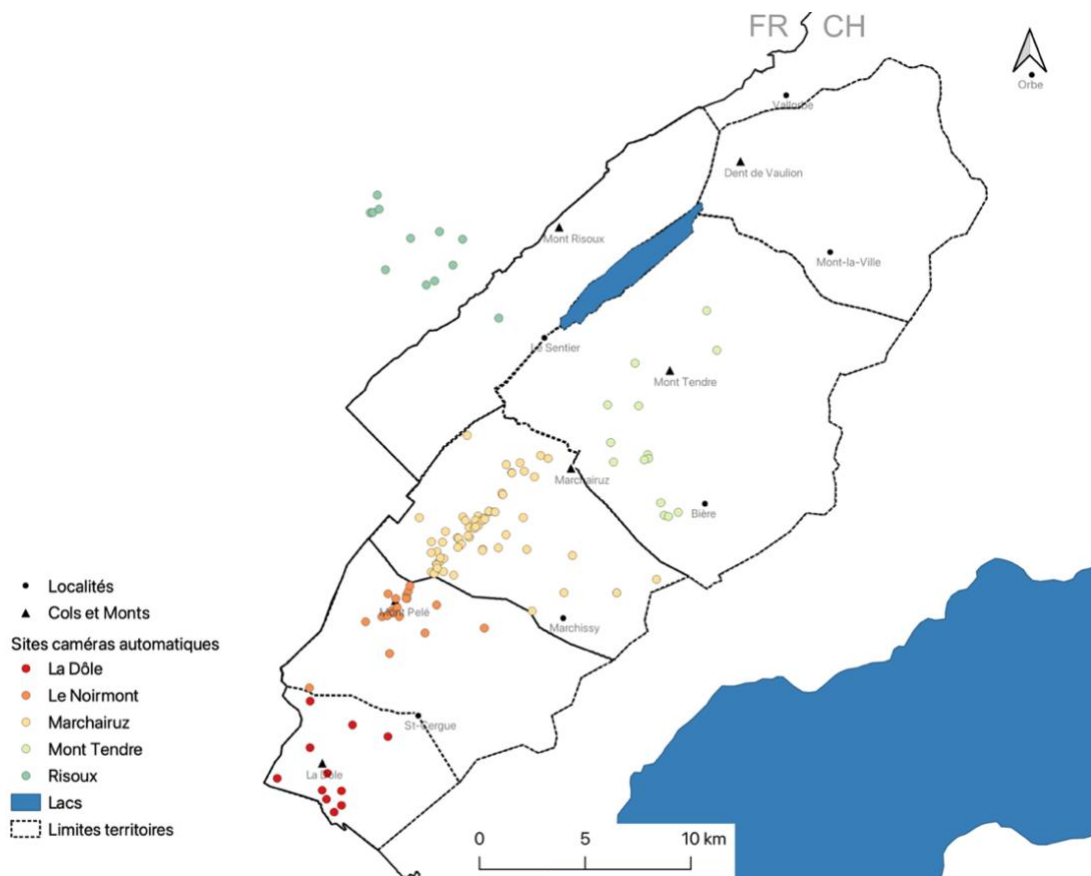 FR CH
Orbe
Vallorbe
Dent de Vaulion
Mont Risoux
Mont-la-Ville
Le Sentier
Mont Tendre
Marchairuz
Bière
Mont Pelé
Marchissy
St-Cergue
La Dôle
Localités
Cols et Monts
Sites caméras automatiques
La Dôle
Le Noirmont
Marchairuz
Mont Tendre
Risoux
Lacs
Limites territoires
0 5 10 km